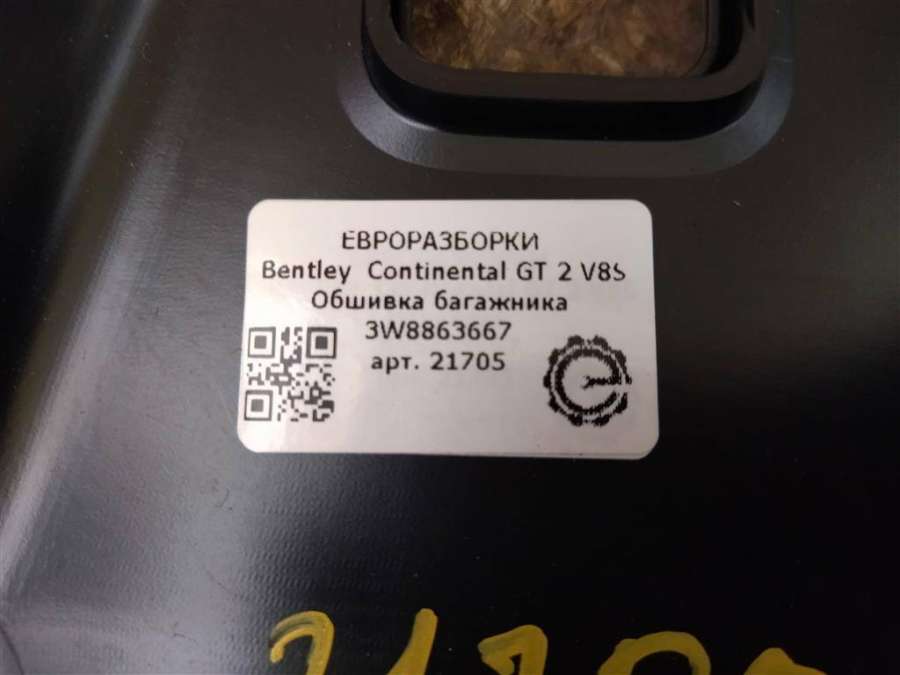 ЕВРОРАЗБОРКИ
Bentley Continental GT 2 V8S
Обшивка багажника
3W8863667
арт. 21705